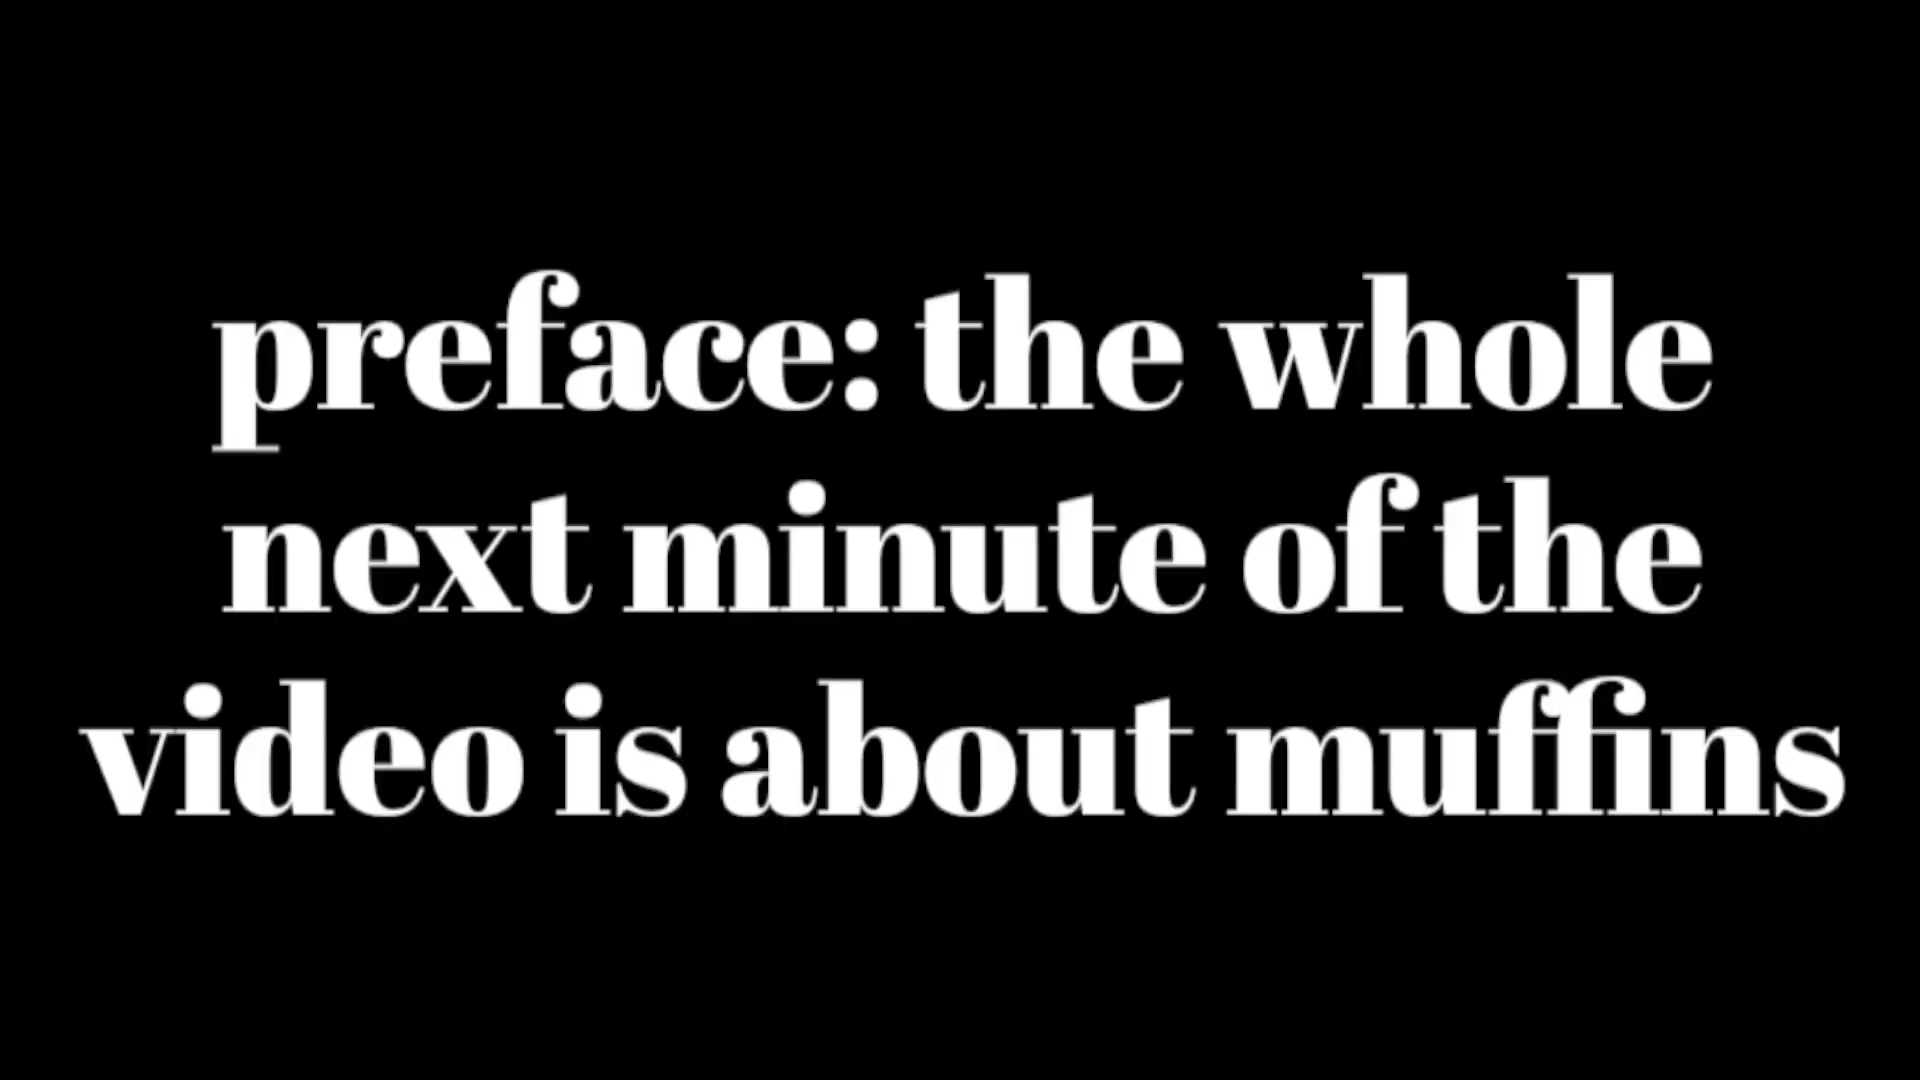 preface: the whole
next minute of the
video is about muffins